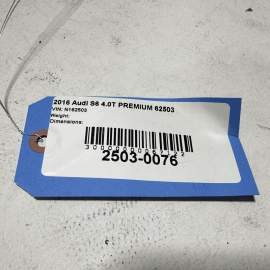 2016 Audi S6 4.0T PREMIUM 62503
VIN: N162503
Weight:
Dimensions:
2503-0076